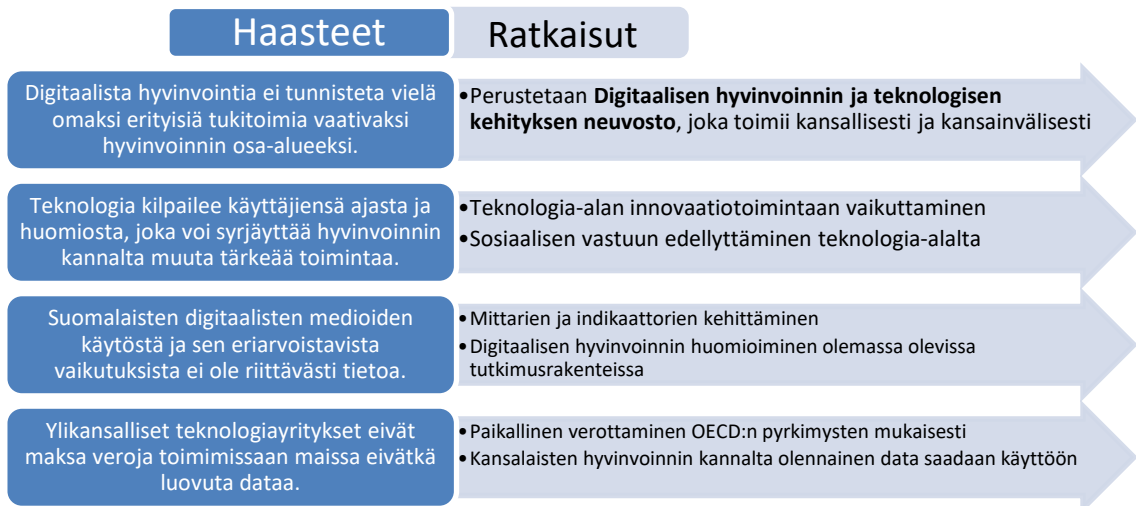 Haasteet
Ratkaisut
Digitaalista hyvinvointia ei tunnisteta vielä
omaksi erityisiä tukitoimia vaativaksi
hyvinvoinnin osa-alueeksi.
•Perustetaan Digitaalisen hyvinvoinnin ja teknologisen
kehityksen neuvosto, joka toimii kansallisesti ja kansainvälisesti
Teknologia kilpailee käyttäjiensä ajasta ja
huomiosta, joka voi syrjäyttää hyvinvoinnin
kannalta muuta tärkeää toimintaa.
•Teknologia-alan innovaatiotoimintaan vaikuttaminen
•Sosiaalisen vastuun edellyttäminen teknologia-alalta
Suomalaisten digitaalisten medioiden
käytöstä ja sen eriarvoistavista
vaikutuksista ei ole riittävästi tietoa.
•Mittarien ja indikaattorien kehittäminen
•Digitaalisen hyvinvoinnin huomioiminen olemassa olevissa
tutkimusrakenteissa
Ylikansalliset teknologiayritykset eivät
maksa veroja toimimissaan maissa eivätkä
luovuta dataa.
•Paikallinen verottaminen OECD:n pyrkimysten mukaisesti
•Kansalaisten hyvinvoinnin kannalta olennainen data saadaan käyttöön